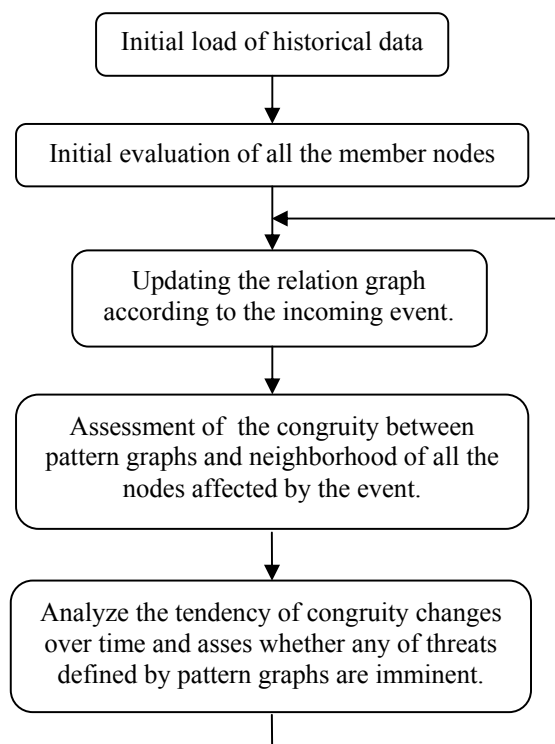 Initial load of historical data
Initial evaluation of all the member nodes
Updating the relation graph
according to the incoming event.
Assessment of the congruity between
pattern graphs and neighborhood of all the
nodes affected by the event.
Analyze the tendency of congruity changes
over time and asses whether any of threats
defined by pattern graphs are imminent.